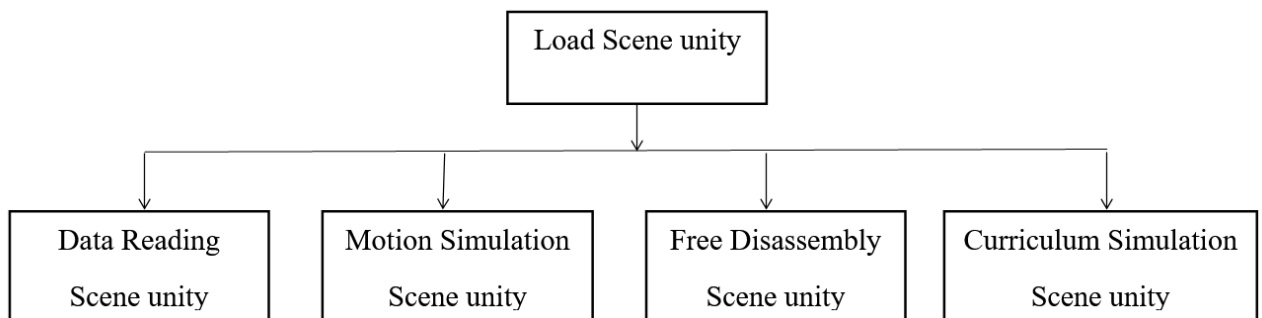 Load Scene unity
Data Reading
Scene unity
Motion Simulation
Scene unity
Free Disassembly
Scene unity
Curriculum Simulation
Scene unity